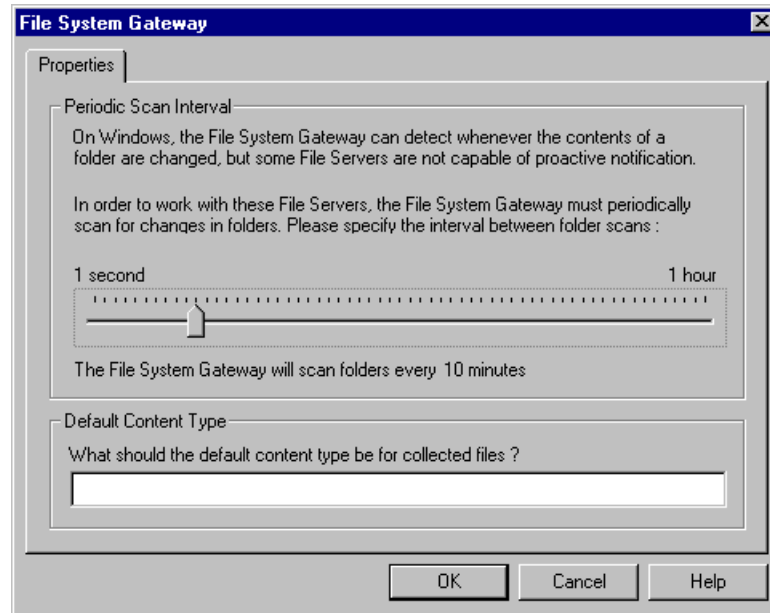 File System Gateway
Properties
Periodic Scan Interval
On Windows, the File System Gateway can detect whenever the contents of a
folder are changed, but some File Servers are not capable of proactive notification.
In order to work with these File Servers, the File System Gateway must periodically
scan for changes in folders. Please specify the interval between folder scans :
1 second 1 hour
The File System Gateway will scan folders every 10 minutes
Default Content Type
What should the default content type be for collected files ?
OK Cancel Help